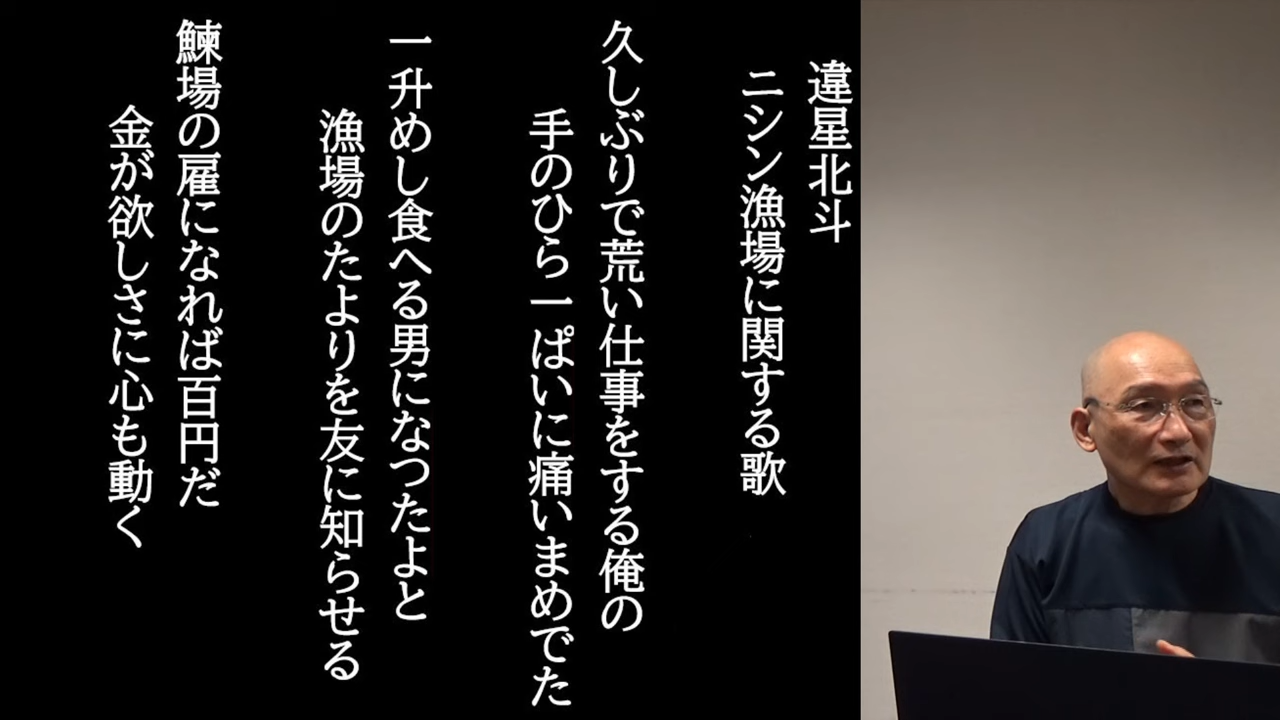 違星北斗
ニシン漁場に関する歌
久しぶりで荒い仕事をする俺の
手のひら一ぱいに痛いまめでた
一升めし食へる男になつたよと
漁場のたよりを友に知らせる
鰊場の雇になれば百円だ
金が欲しさに心も動く